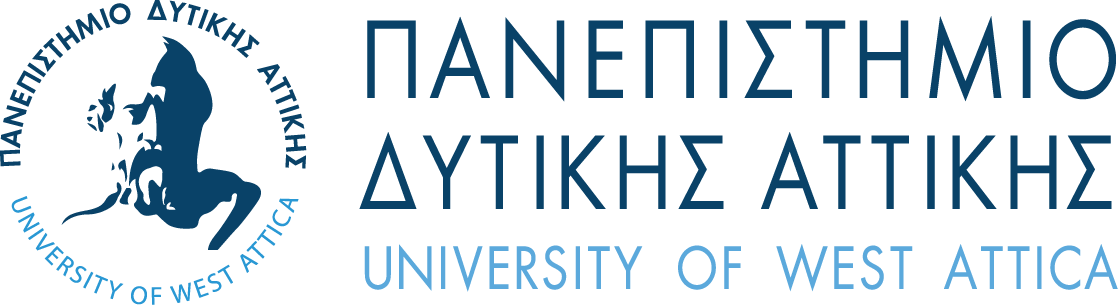 ΠΑΝΕΠΙΣΤΗΜΙΟ ΔΥΤΙΚΗΣ ΑΤΤΙΚΗΣ
UNIVERSITY OF WEST ATTICA
ΠΑΝΕΠΙΣΤΗΜΙΟ
ΔΥΤΙΚΗΣ ΑΤΤΙΚΗΣ
UNIVERSITY OF WEST ATTICA